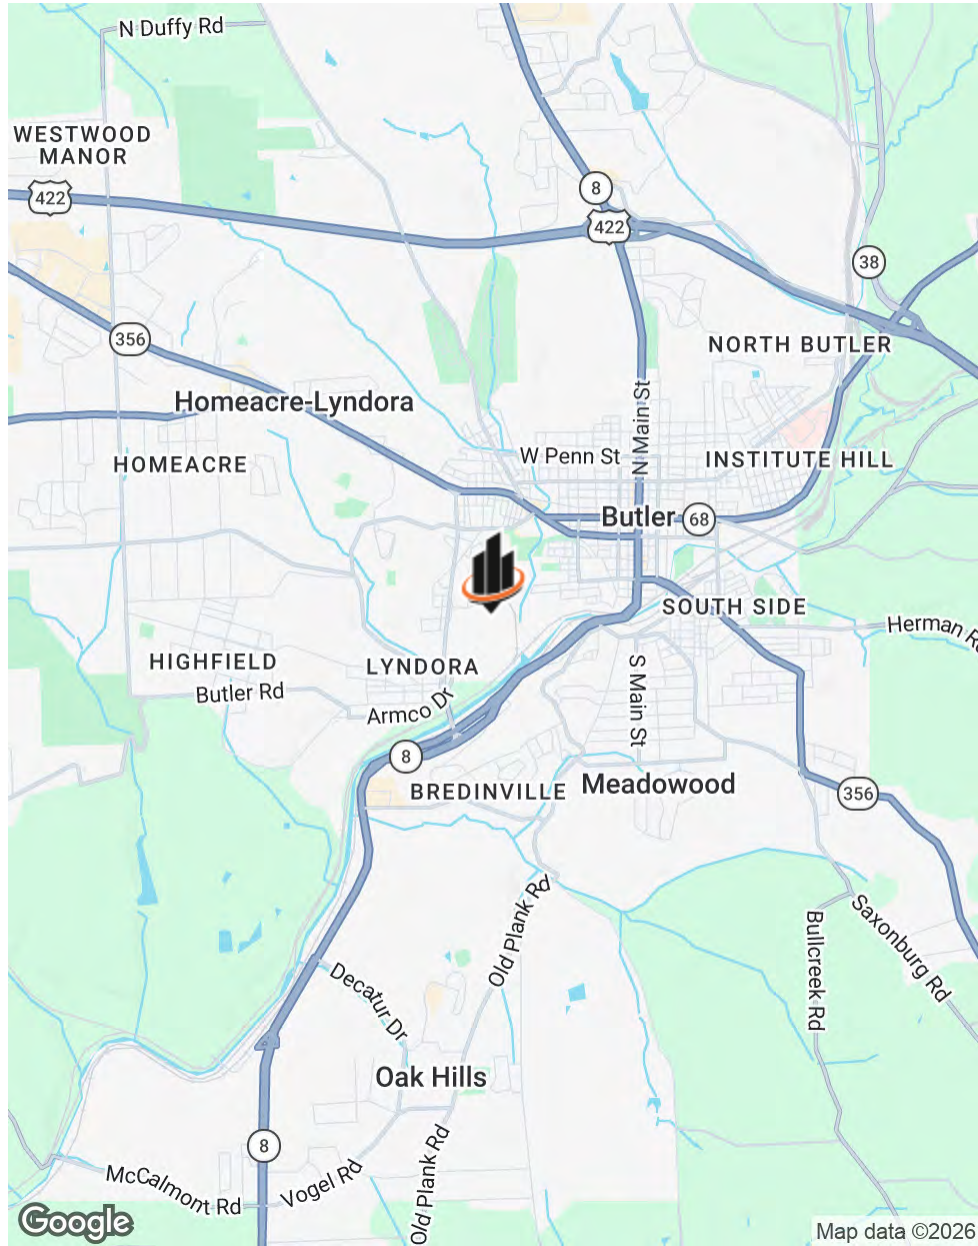 N Duffy Rd
WESTWOOD
MANOR
422
8
422
38
356
NORTH BUTLER
Homeacre-Lyndora
N Main St
W Penn St
HOMEACRE
INSTITUTE HILL
Butler
68
SOUTH SIDE
Herman Rd
HIGHFIELD
LYNDORA
Butler Rd
Armco Dr
S Main St
8
BREDINVILLE
Meadowood
356
Old Plank Rd
Saxonburg Rd
Bullcreek Rd
Decatur Dr
Oak Hills
8
Old Plank Rd
McCalmont Rd
Vogel Rd
Google
Map data ©2026